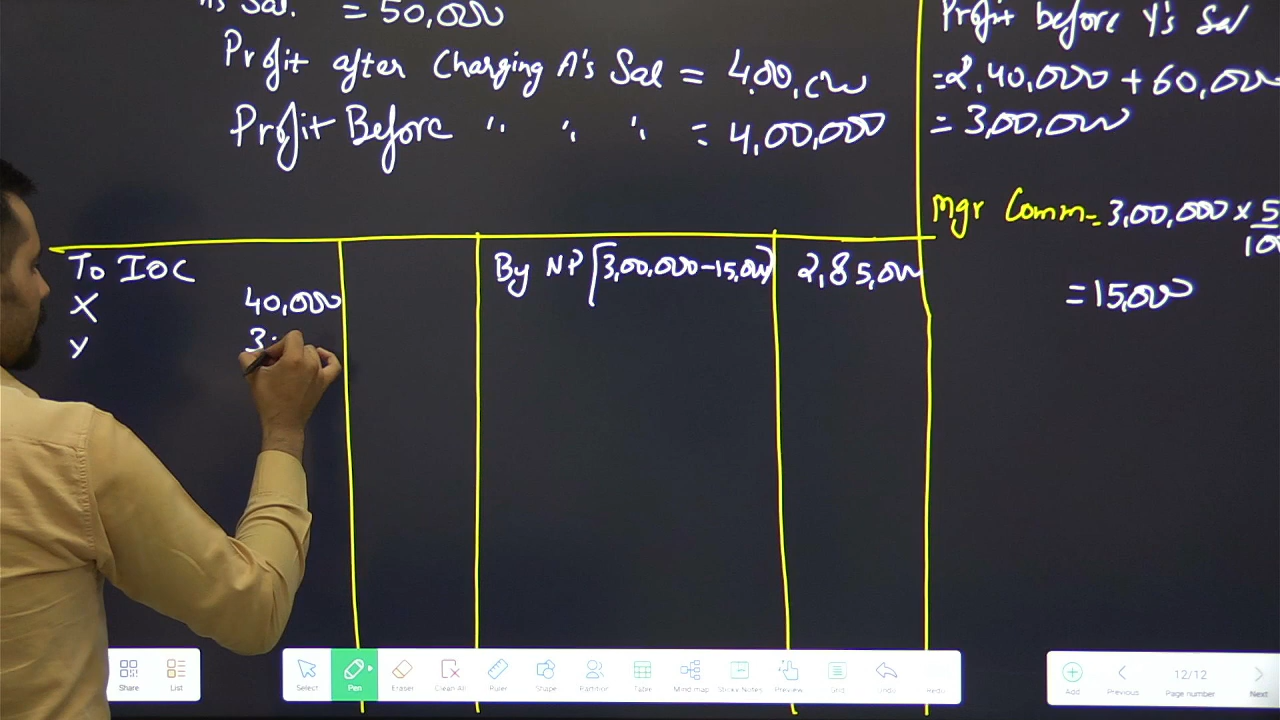 A's Sal. = 50,000
Profit after Charging A's Sal = 4,00,000
Profit Before " " " = 4,00,000
Profit before Y's Sal
= 2,40,000 + 60,000
= 3,00,000
Mgr Comm = 3,00,000 × 5/100
= 15,000
To IOC
X 40,000
Y 3
By NP [3,00,000 - 15,000] 2,85,000
Share
List
Select
Pen
Eraser
Clean All
Ruler
Shape
Partition
Table
Mind map
Sticky Notes
Preview
Grid
Undo
Redo
Add
Previous
12/12
Page number
Next